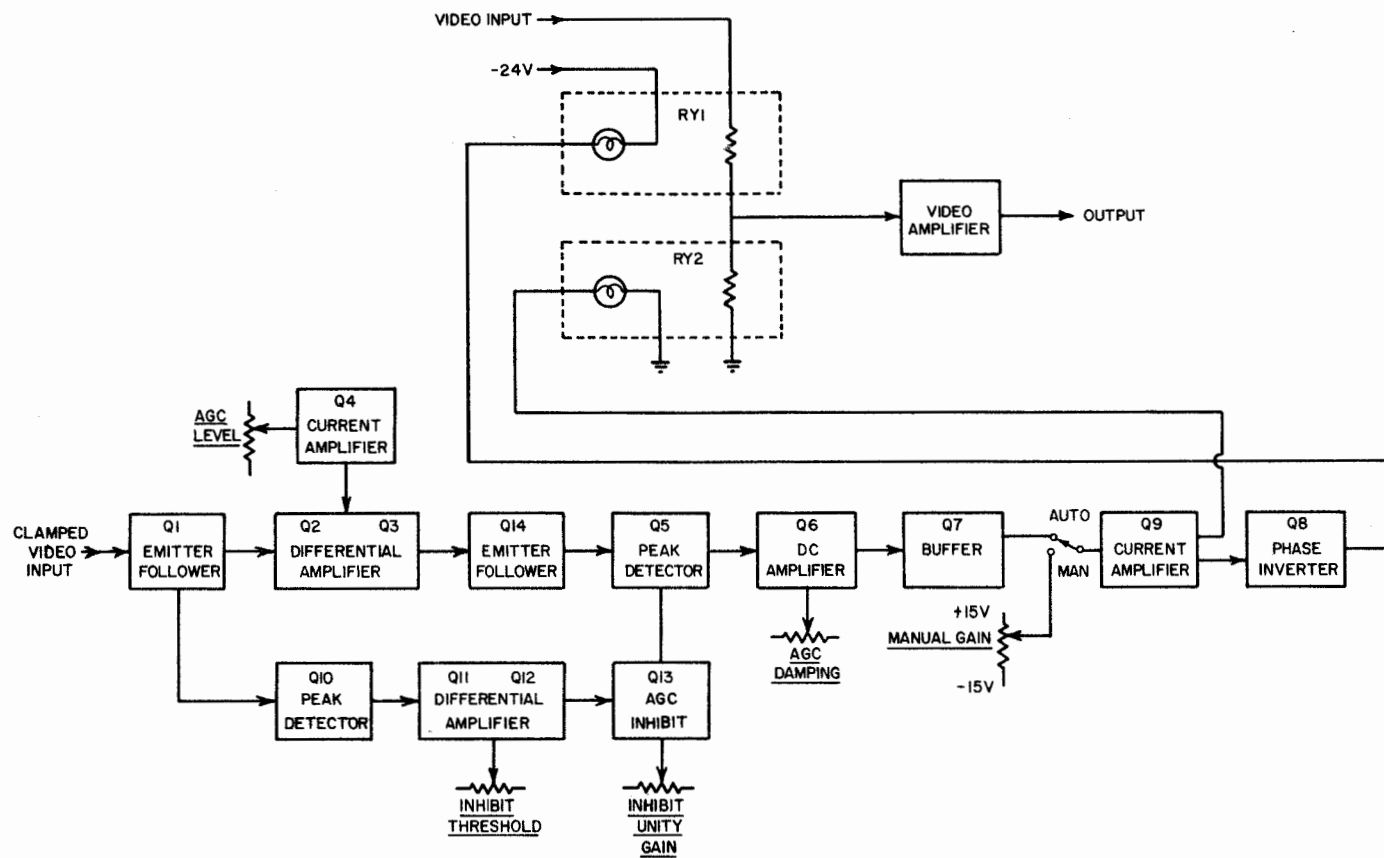 VIDEO INPUT
-24V
RY1
VIDEO
AMPLIFIER
OUTPUT
RY2
AGC
LEVEL
Q4
CURRENT
AMPLIFIER
CLAMPED
VIDEO
INPUT
Q1
EMITTER
FOLLOWER
Q2 Q3
DIFFERENTIAL
AMPLIFIER
Q14
EMITTER
FOLLOWER
Q5
PEAK
DETECTOR
Q6
DC
AMPLIFIER
Q7
BUFFER
AUTO
MAN
Q9
CURRENT
AMPLIFIER
Q8
PHASE
INVERTER
AGC
DAMPING
+15V
MANUAL GAIN
-15V
Q10
PEAK
DETECTOR
Q11 Q12
DIFFERENTIAL
AMPLIFIER
Q13
AGC
INHIBIT
INHIBIT
THRESHOLD
INHIBIT
UNITY
GAIN